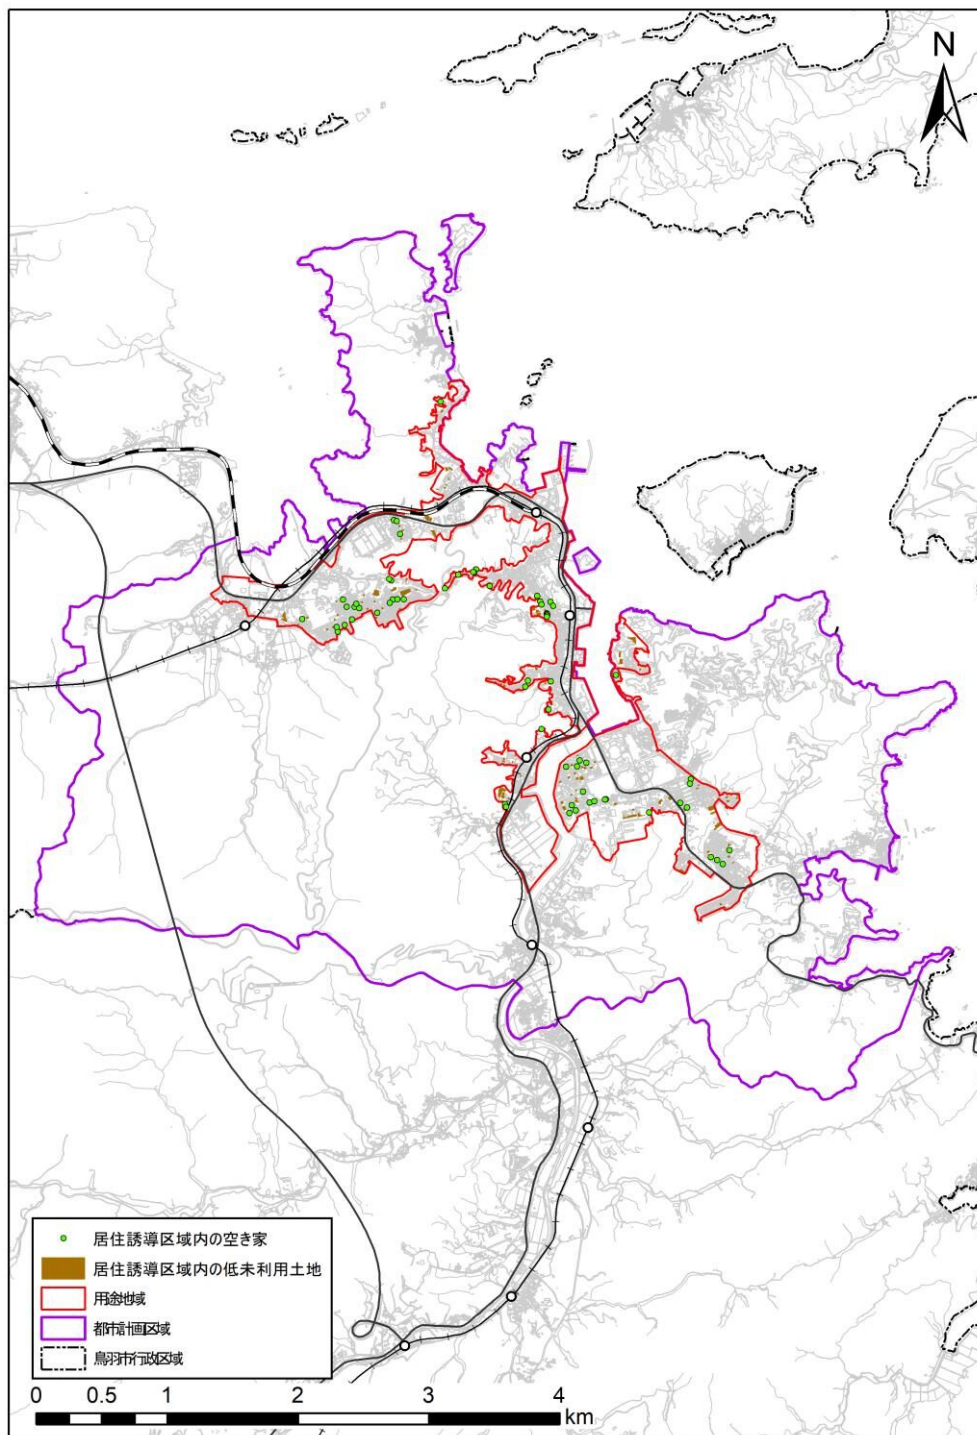 N
居住誘導区域内の空き家
居住誘導区域内の低未利用土地
用途地域
都市計画区域
鳥羽市行政区域
0 0.5 1 2 3 4
km